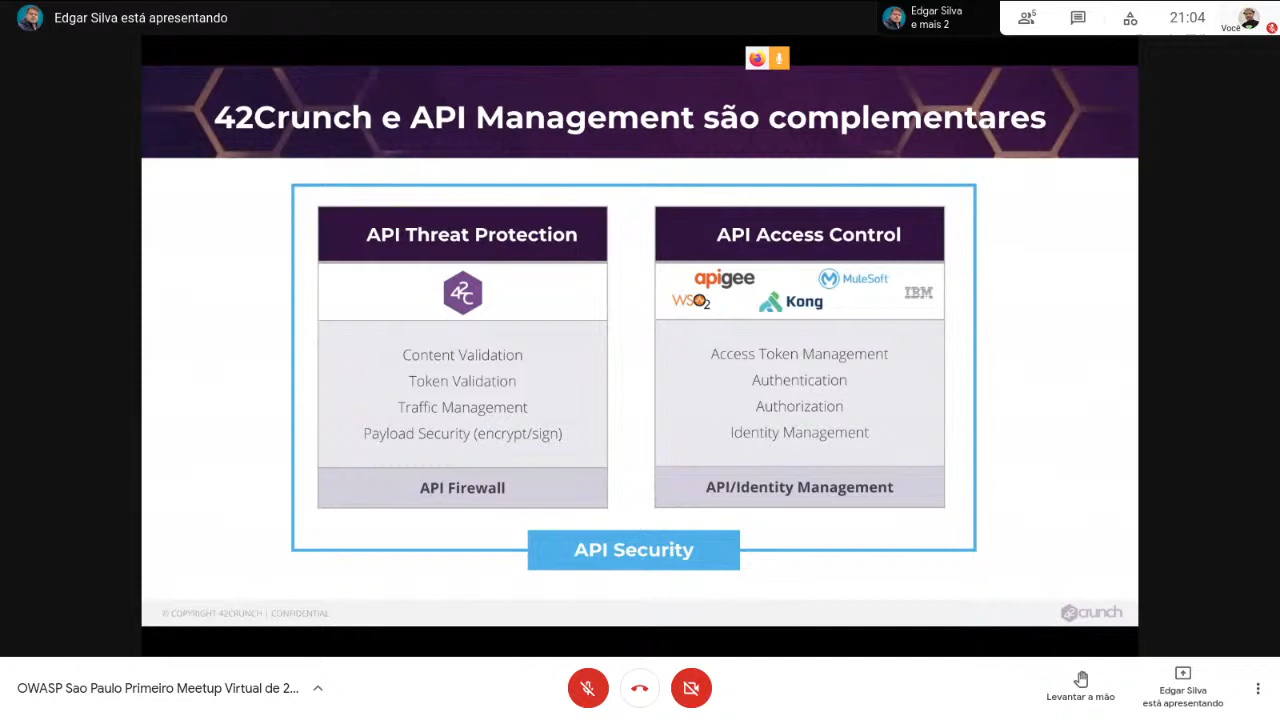 Edgar Silva está apresentando
Edgar Silva
e mais 2
5
21:04
Você
42Crunch e API Management são complementares
API Threat Protection
42C
Content Validation
Token Validation
Traffic Management
Payload Security (encrypt/sign)
API Firewall
API Access Control
apigee
MuleSoft
IBM
WSO2
Kong
Access Token Management
Authentication
Authorization
Identity Management
API/Identity Management
API Security
© COPYRIGHT 42CRUNCH | CONFIDENTIAL
42crunch
OWASP Sao Paulo Primeiro Meetup Virtual de 2...
Levantar a mão
Edgar Silva
está apresentando